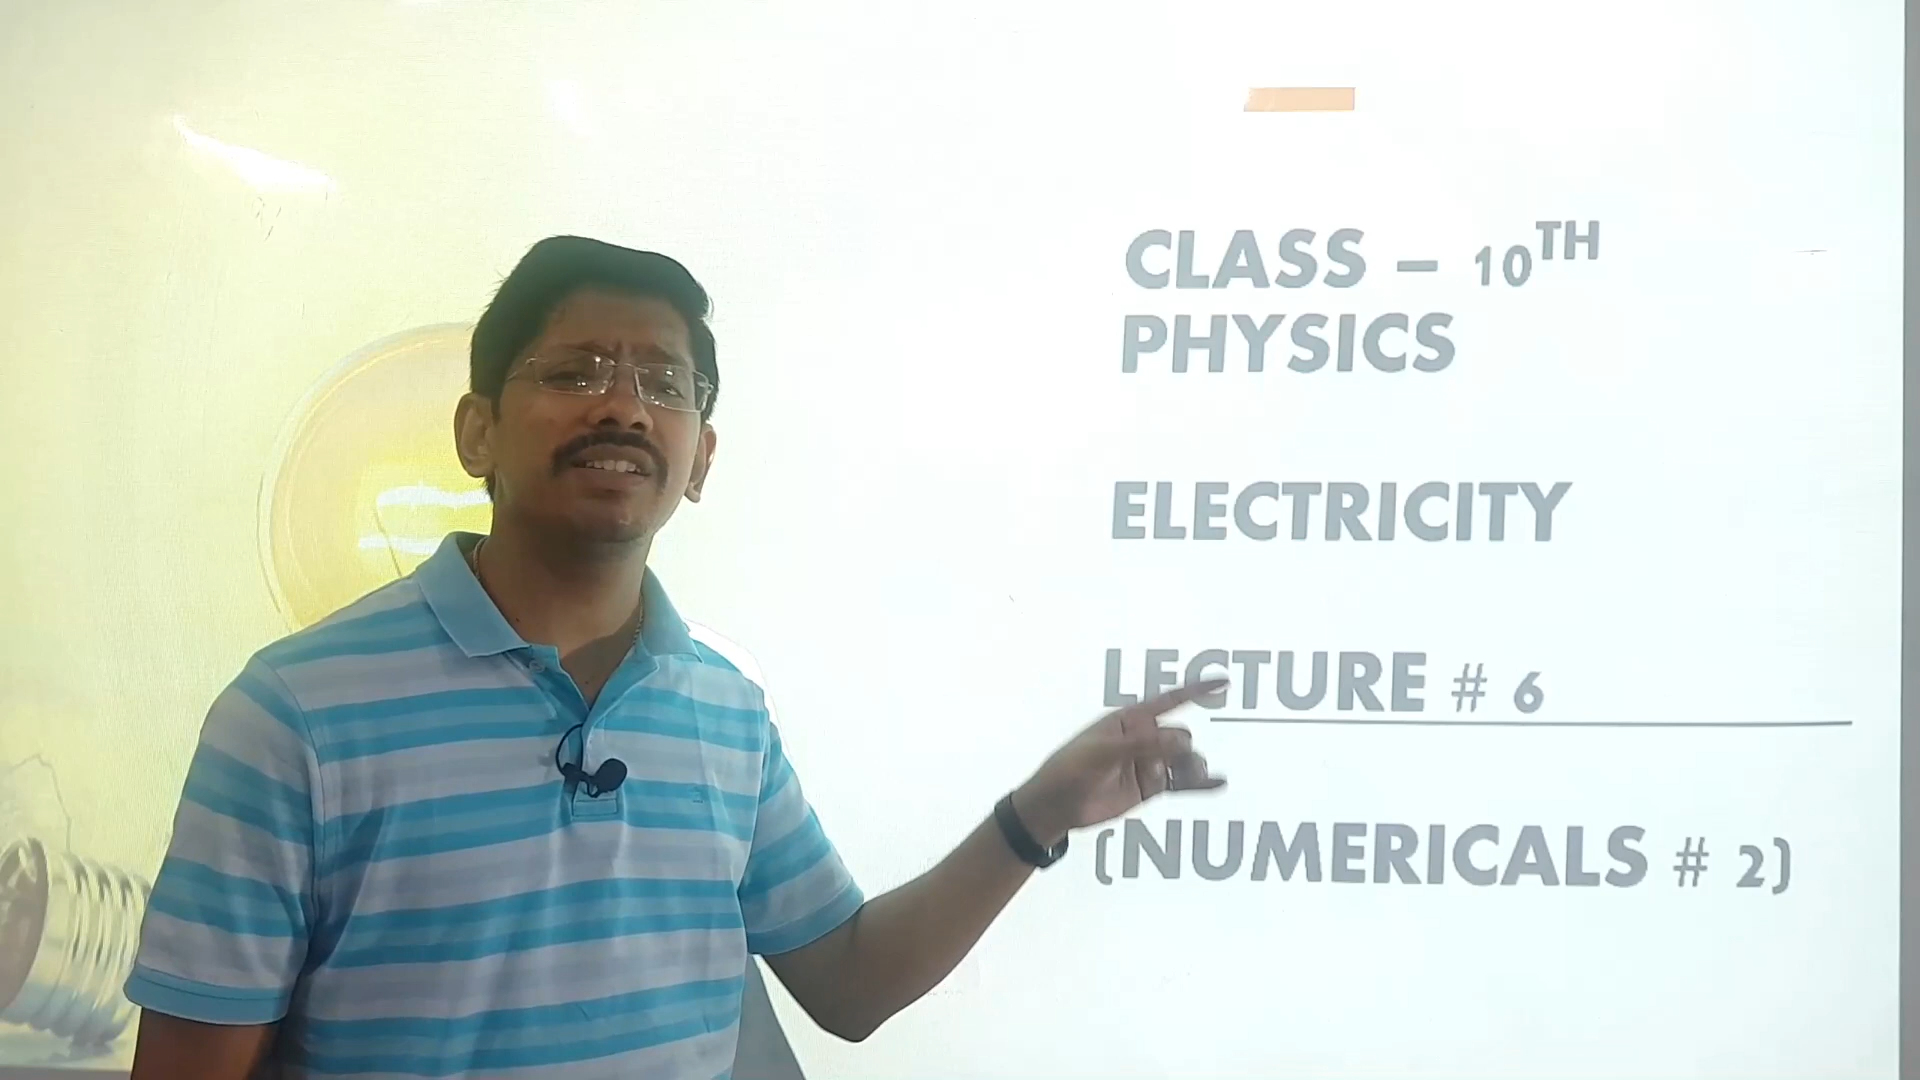 CLASS – 10TH
PHYSICS
ELECTRICITY
LECTURE # 6
(NUMERICALS # 2)